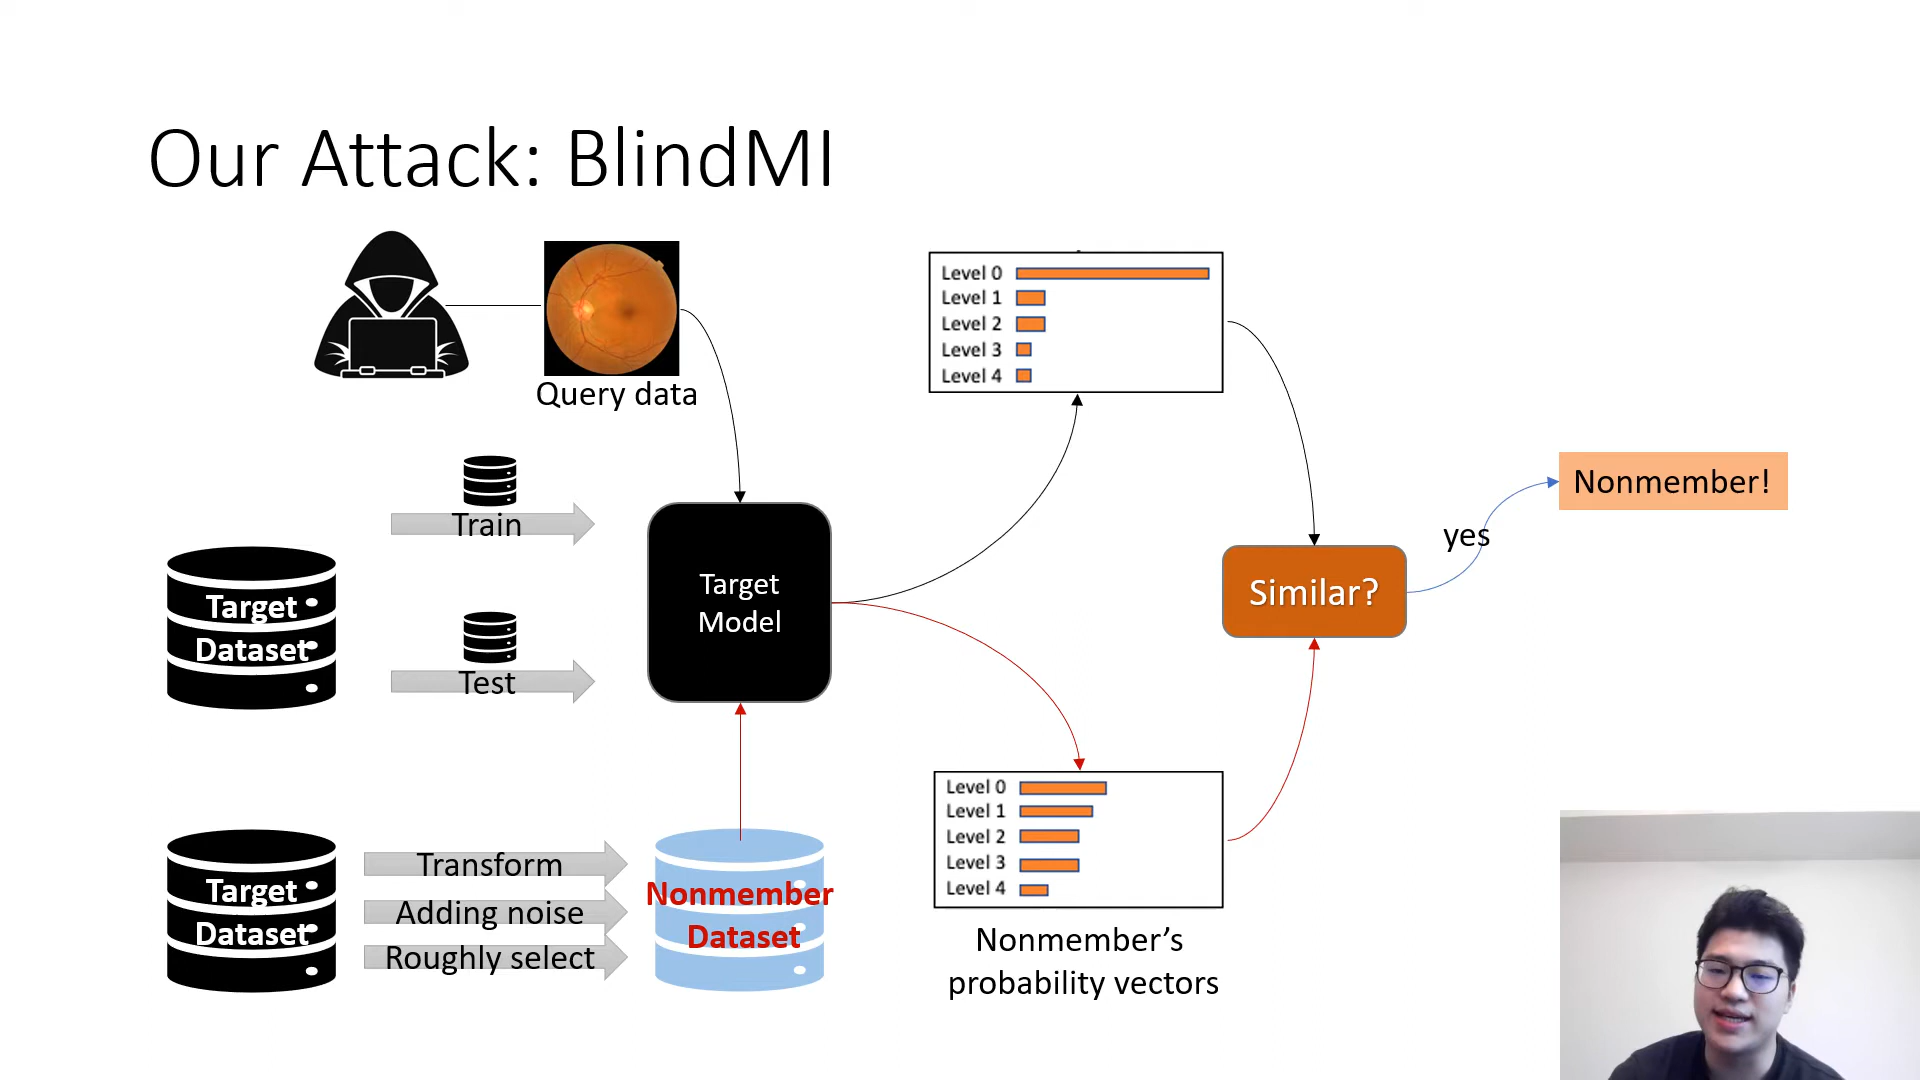 Our Attack: BlindMI
Query data
Level 0
Level 1
Level 2
Level 3
Level 4
Train
Target
Dataset
Test
Target
Model
Similar?
yes
Nonmember!
Target
Dataset
Transform
Adding noise
Roughly select
Nonmember
Dataset
Level 0
Level 1
Level 2
Level 3
Level 4
Nonmember’s
probability vectors